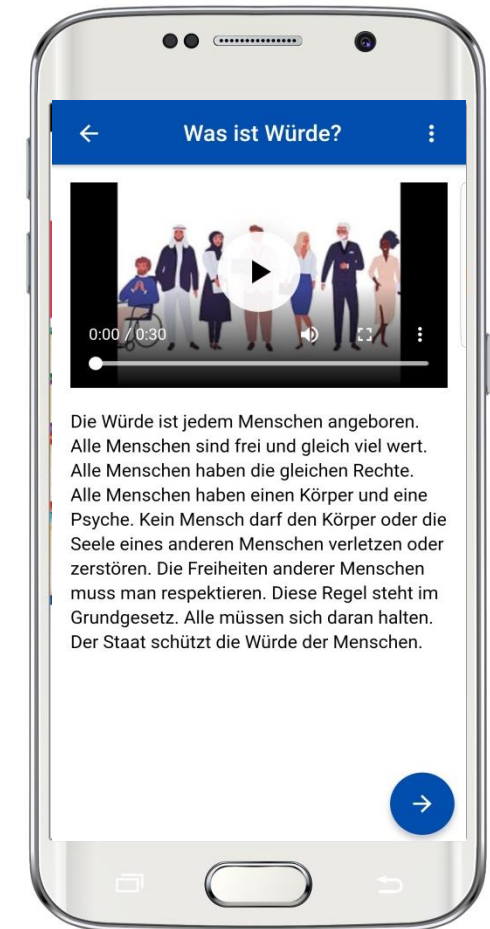 Was ist Würde?
0:00 / 0:30
Die Würde ist jedem Menschen angeboren.
Alle Menschen sind frei und gleich viel wert.
Alle Menschen haben die gleichen Rechte.
Alle Menschen haben einen Körper und eine
Psyche. Kein Mensch darf den Körper oder die
Seele eines anderen Menschen verletzen oder
zerstören. Die Freiheiten anderer Menschen
muss man respektieren. Diese Regel steht im
Grundgesetz. Alle müssen sich daran halten.
Der Staat schützt die Würde der Menschen.